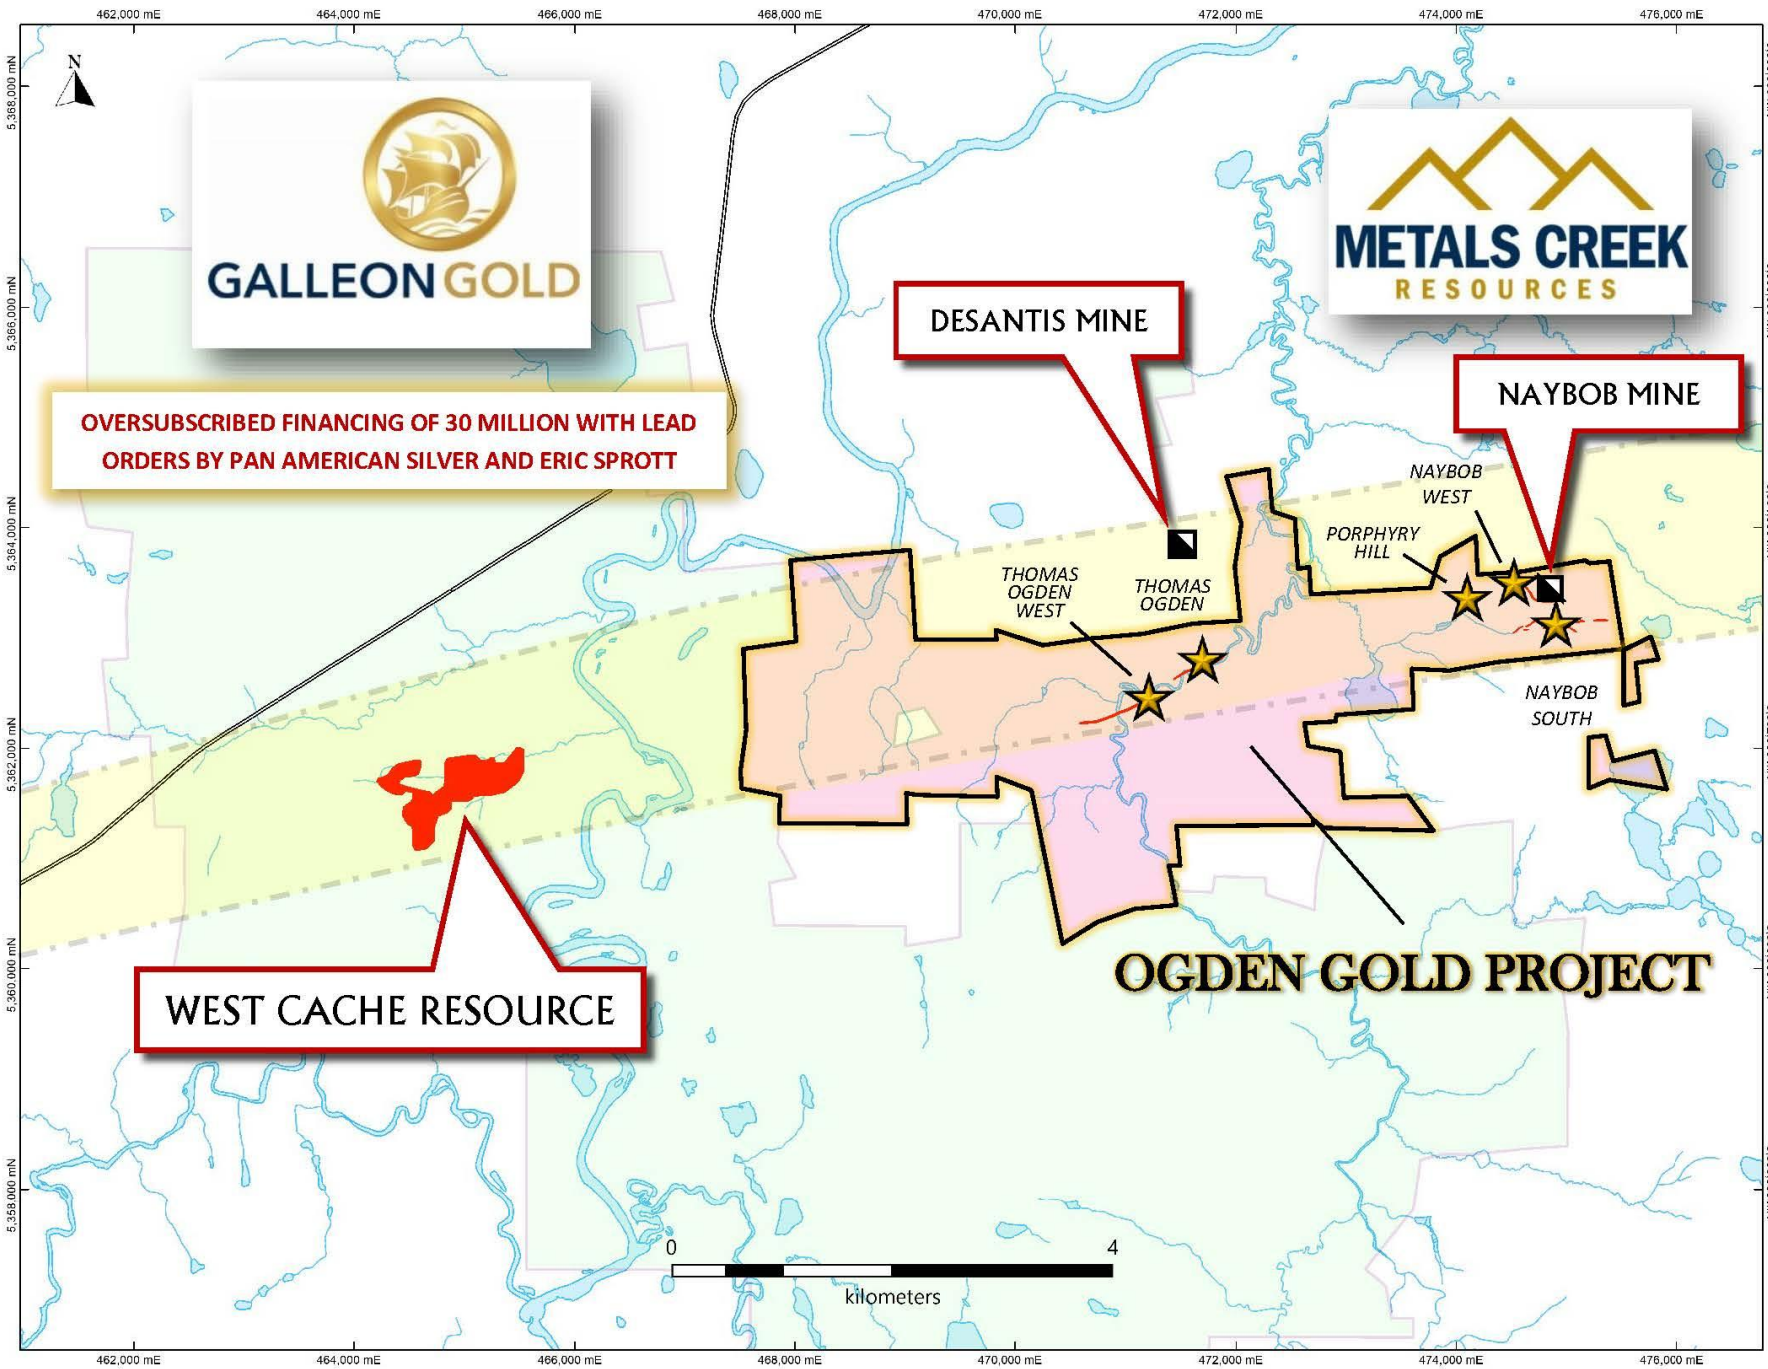 462,000 mE
464,000 mE
466,000 mE
468,000 mE
470,000 mE
472,000 mE
474,000 mE
476,000 mE
N
5,368,000 mN
5,366,000 mN
5,364,000 mN
5,362,000 mN
5,360,000 mN
5,358,000 mN
GALLEON GOLD
METALS CREEK
RESOURCES
OVERSUBSCRIBED FINANCING OF 30 MILLION WITH LEAD
ORDERS BY PAN AMERICAN SILVER AND ERIC SPROTT
DESANTIS MINE
NAYBOB MINE
NAYBOB
WEST
PORPHYRY
HILL
THOMAS
OGDEN
WEST
THOMAS
OGDEN
NAYBOB
SOUTH
WEST CACHE RESOURCE
OGDEN GOLD PROJECT
0
4
kilometers
462,000 mE
464,000 mE
466,000 mE
468,000 mE
470,000 mE
472,000 mE
474,000 mE
476,000 mE